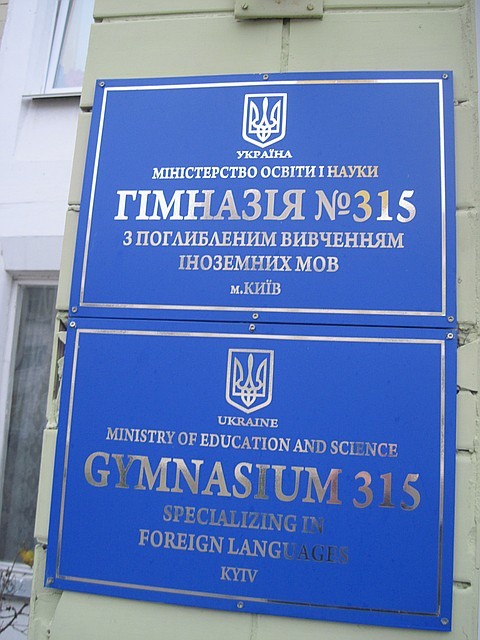 УКРАЇНА
МІНІСТЕРСТВО ОСВІТИ І НАУКИ
ГІМНАЗІЯ №315
З ПОГЛИБЛЕНИМ ВИВЧЕННЯМ
ІНОЗЕМНИХ МОВ
м.КИЇВ
UKRAINE
MINISTRY OF EDUCATION AND SCIENCE
GYMNASIUM 315
SPECIALIZING IN
FOREIGN LANGUAGES
KYIV